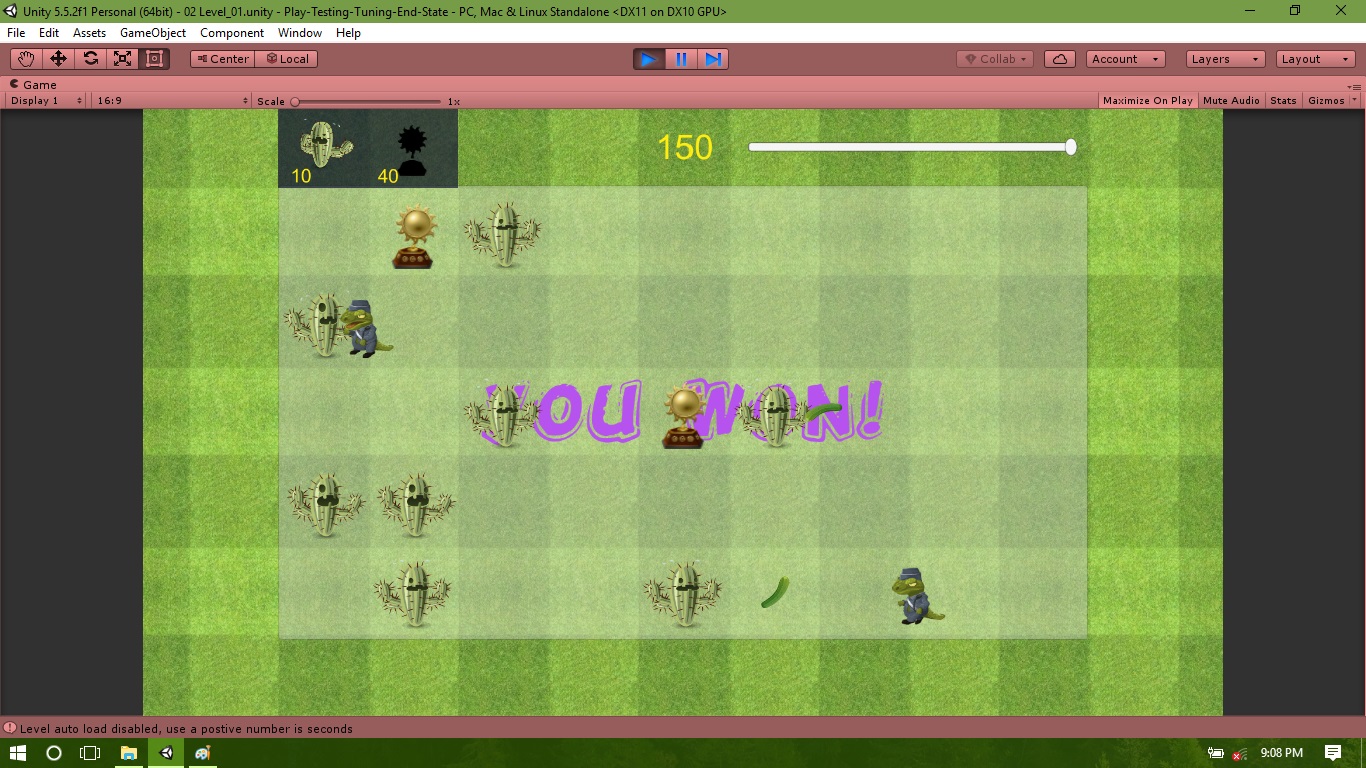 Unity 5.5.2f1 Personal (64bit) - 02 Level_01.unity - Play-Testing-Tuning-End-State - PC, Mac & Linux Standalone <DX11 on DX10 GPU>
File Edit Assets GameObject Component Window Help
Center Local Collab Account Layers Layout
Game
Display 1 16:9 Scale 1x Maximize On Play Mute Audio Stats Gizmos
150
10 40
YOU WON!
Level auto load disabled, use a postive number is seconds
9:08 PM